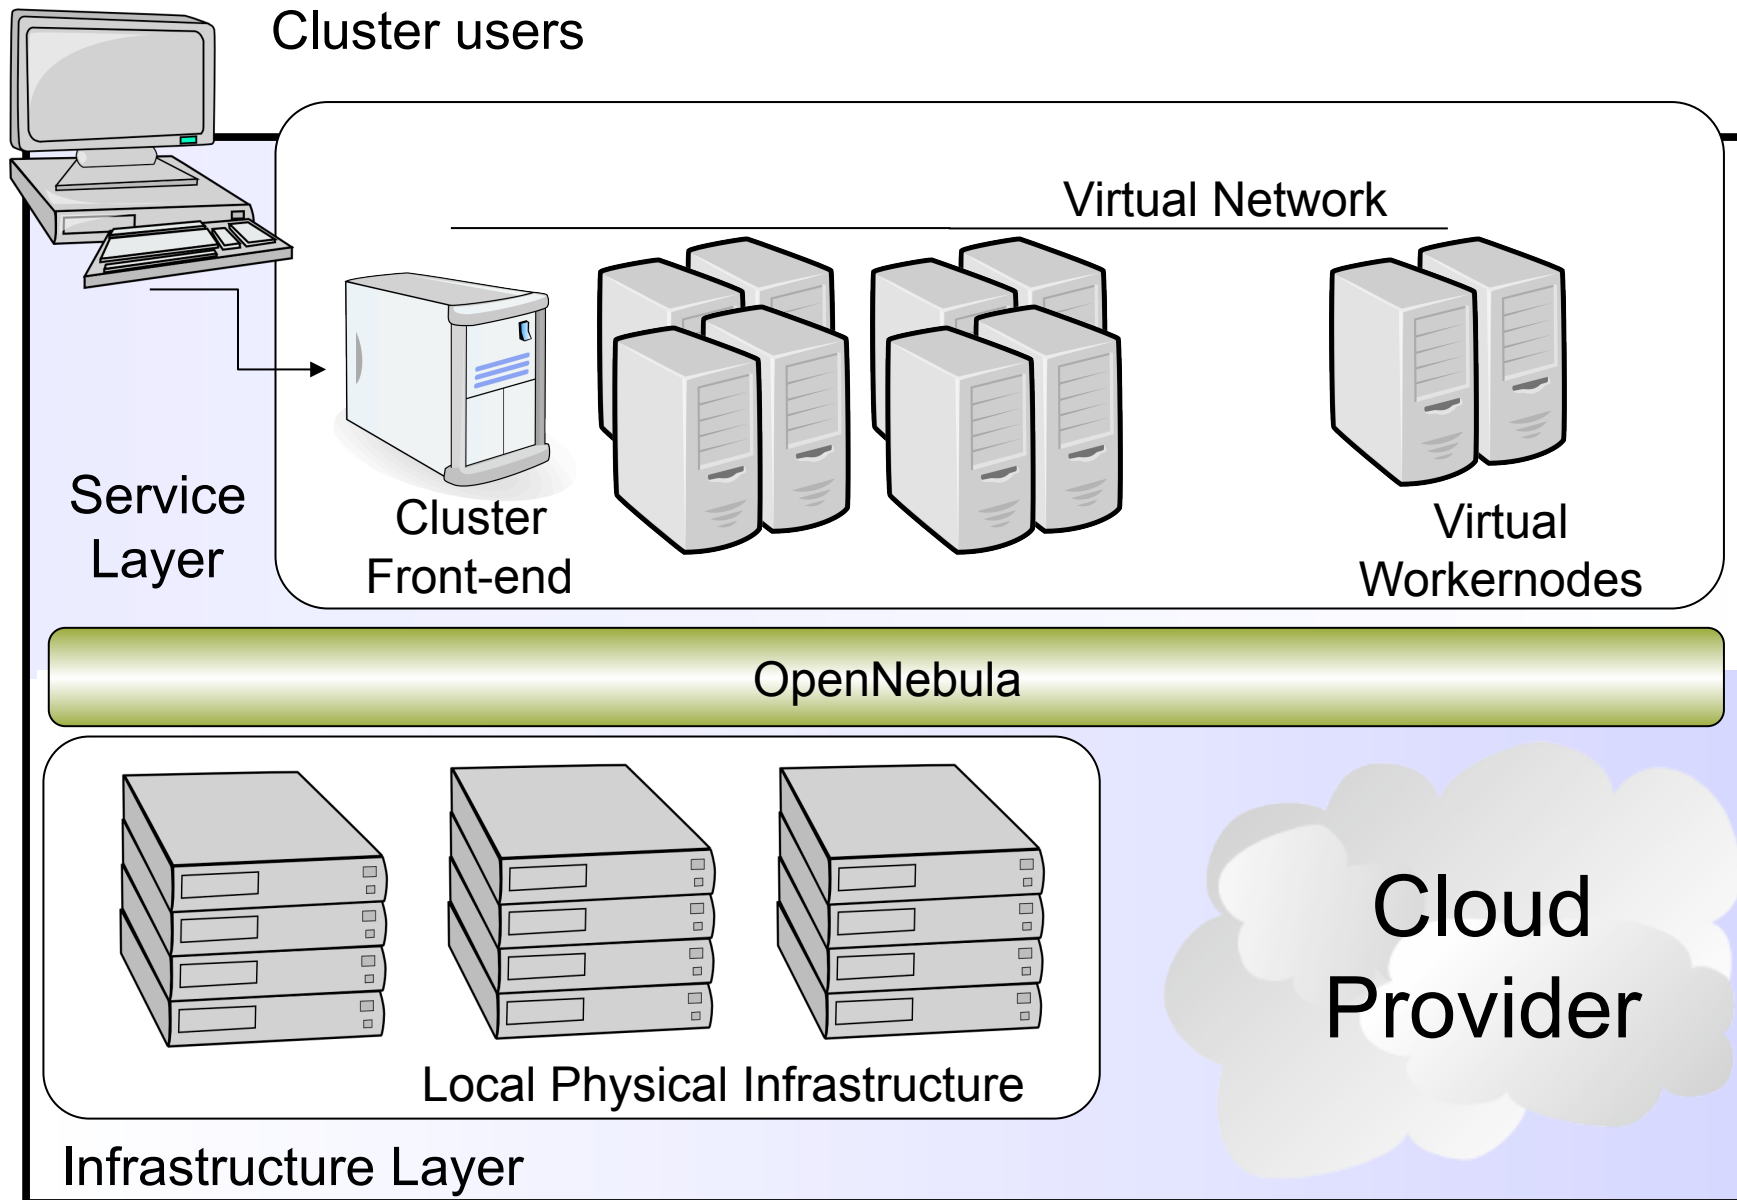 Cluster users
Virtual Network
Service
Layer
Cluster
Front-end
Virtual
Workernodes
OpenNebula
Cloud
Provider
Local Physical Infrastructure
Infrastructure Layer